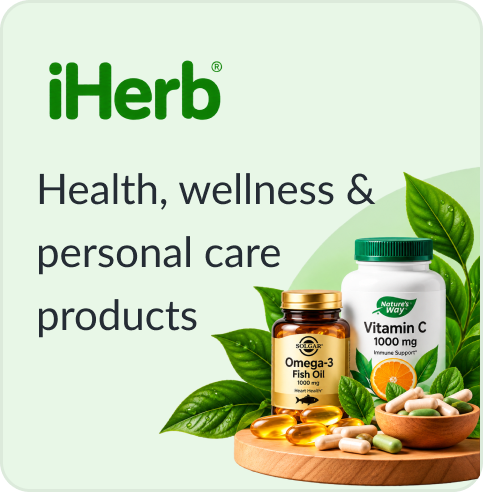 iHerb®
Health, wellness &
personal care
products
Nature's
Way
Vitamin C
1000 mg
Immune Support*
SOLGAR
Omega-3
Fish Oil
1000 mg
Heart Health*